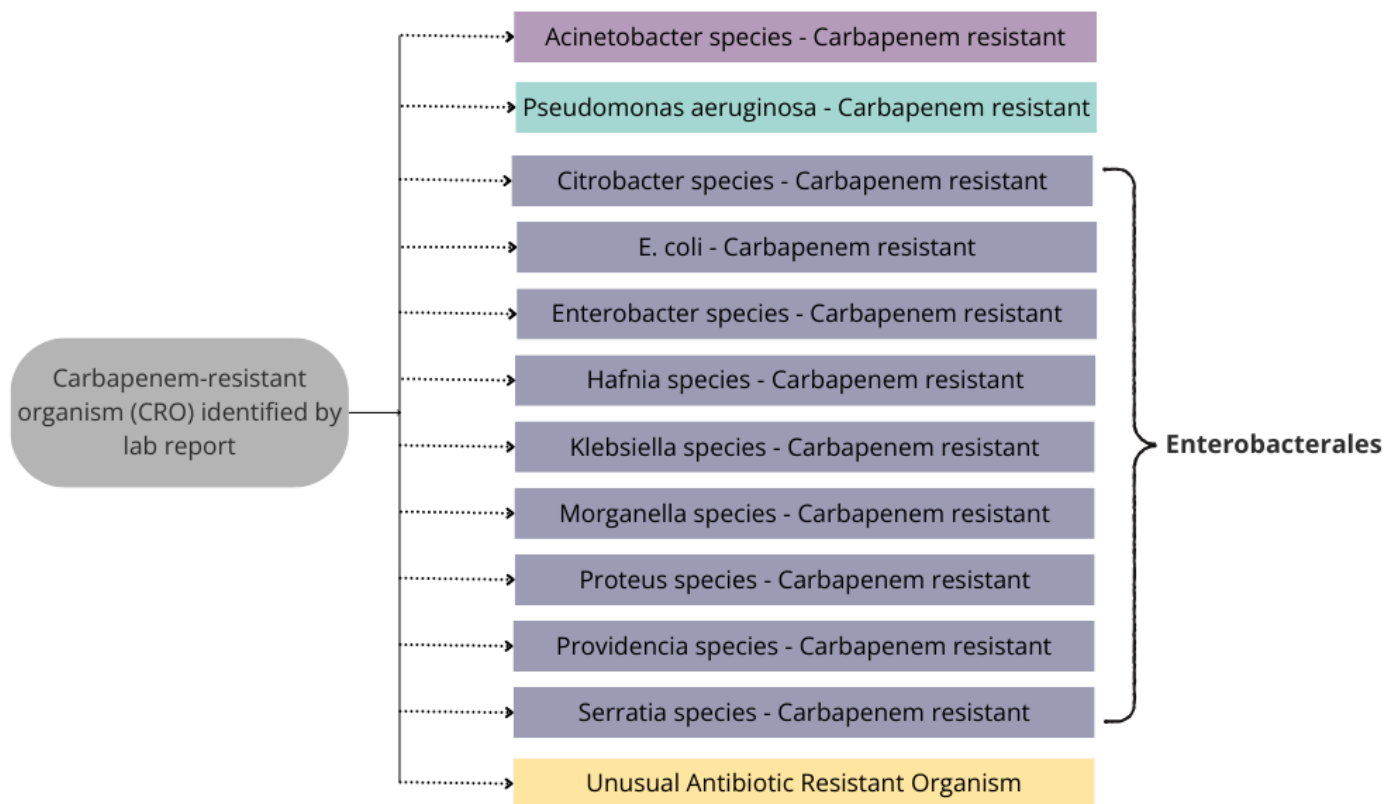 Carbapenem-resistant
organism (CRO) identified by
lab report
Acinetobacter species - Carbapenem resistant
Pseudomonas aeruginosa - Carbapenem resistant
Citrobacter species - Carbapenem resistant
E. coli - Carbapenem resistant
Enterobacter species - Carbapenem resistant
Hafnia species - Carbapenem resistant
Klebsiella species - Carbapenem resistant
Morganella species - Carbapenem resistant
Proteus species - Carbapenem resistant
Providencia species - Carbapenem resistant
Serratia species - Carbapenem resistant
Unusual Antibiotic Resistant Organism
Enterobacterales